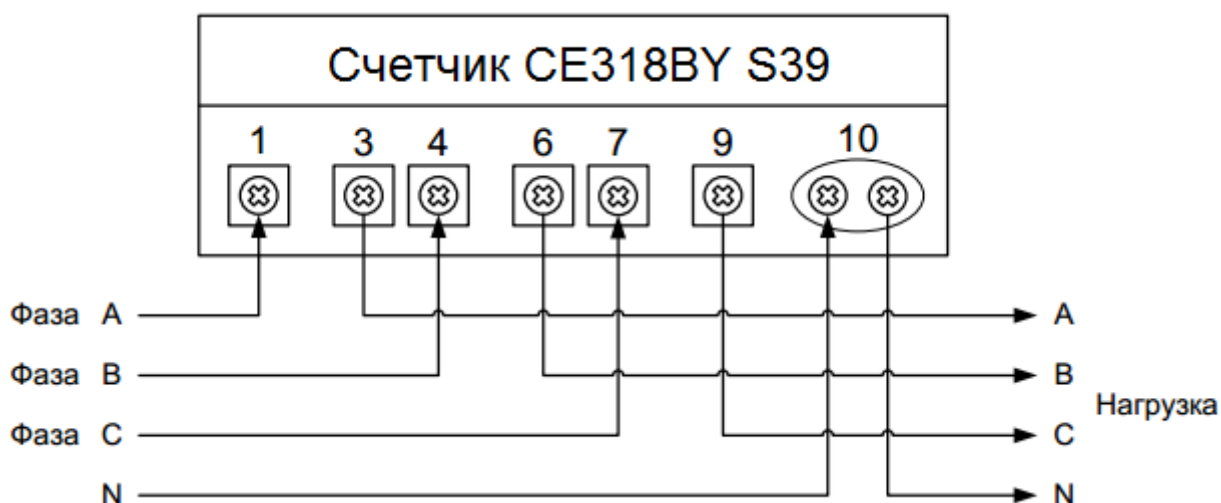 Счетчик CE318BY S39
1 3 4 6 7 9 10
Фаза A A
Фаза B B
Нагрузка
Фаза C C
N N